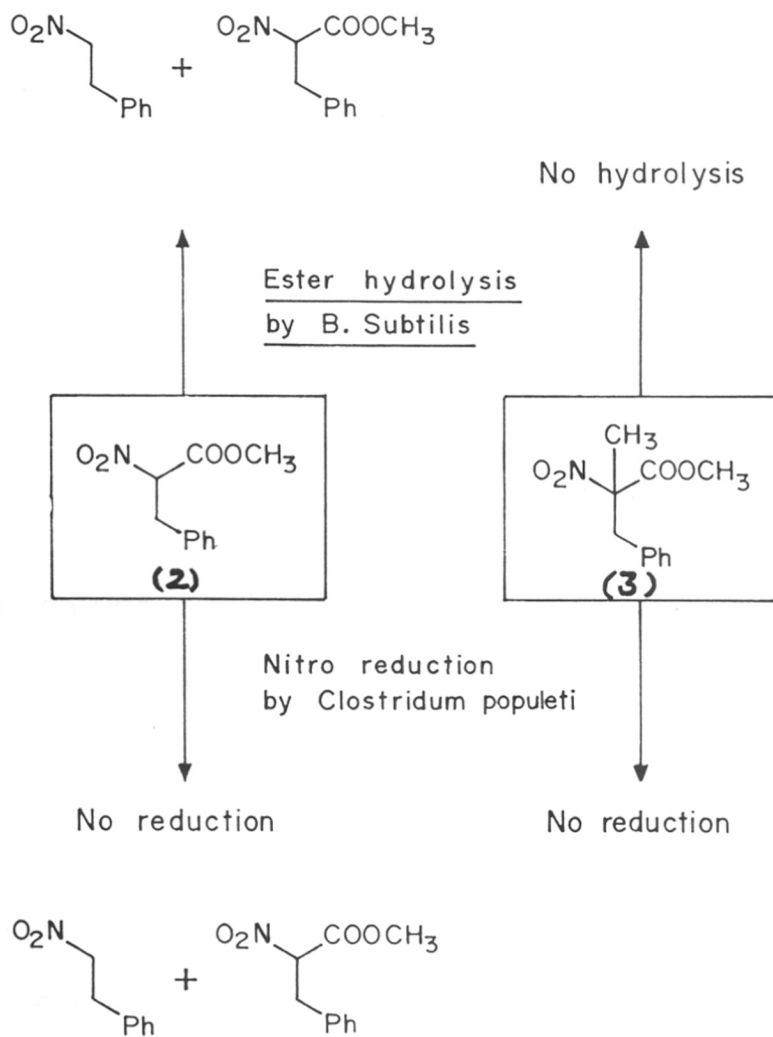 O2N + O2N COOCH3
Ph Ph
No hydrolysis
Ester hydrolysis
by B. Subtilis
CH3
O2N COOCH3 O2N COOCH3
Ph Ph
(2) (3)
Nitro reduction
by Clostridum populeti
No reduction No reduction
O2N + O2N COOCH3
Ph Ph